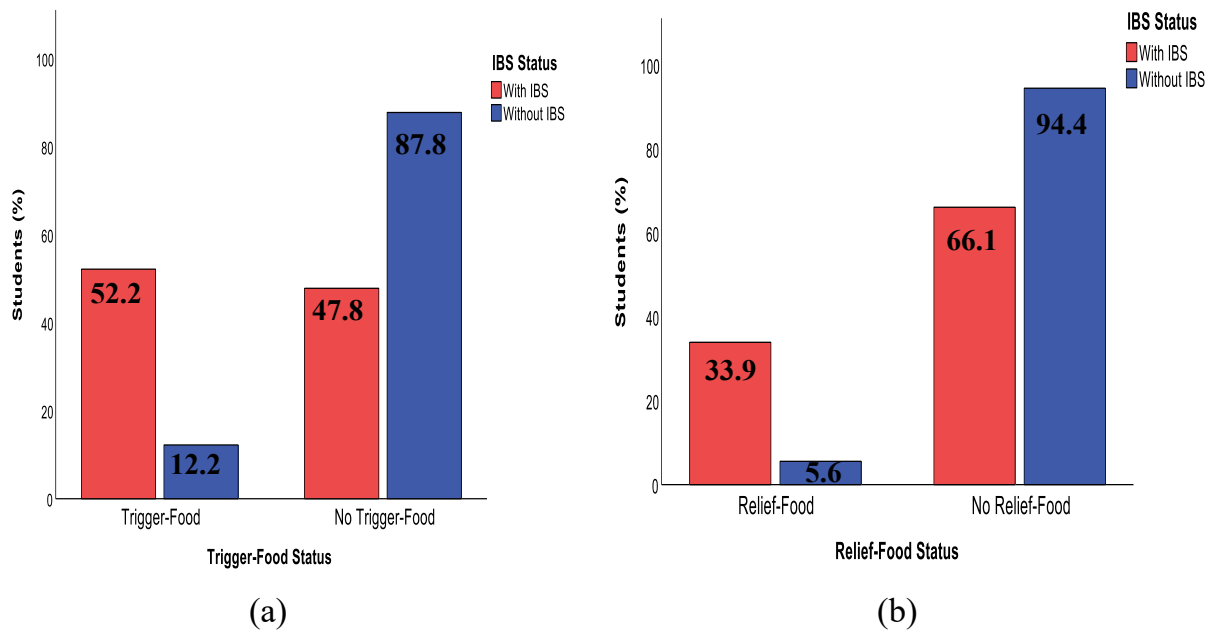 IBS Status
With IBS
Without IBS
100
80
60
40
20
0
Students (%)
52.2
12.2
47.8
87.8
Trigger-Food
No Trigger-Food
Trigger-Food Status
(a)
IBS Status
With IBS
Without IBS
100
80
60
40
20
0
Students (%)
33.9
5.6
66.1
94.4
Relief-Food
No Relief-Food
Relief-Food Status
(b)